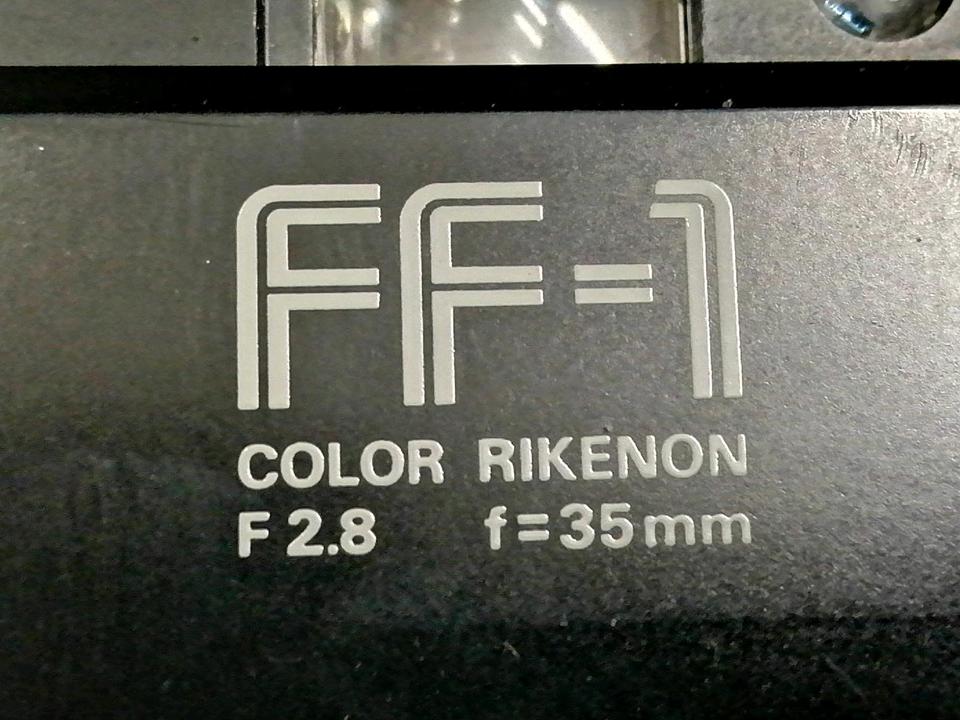 FF-1
COLOR RIKENON
F 2.8 f=35mm